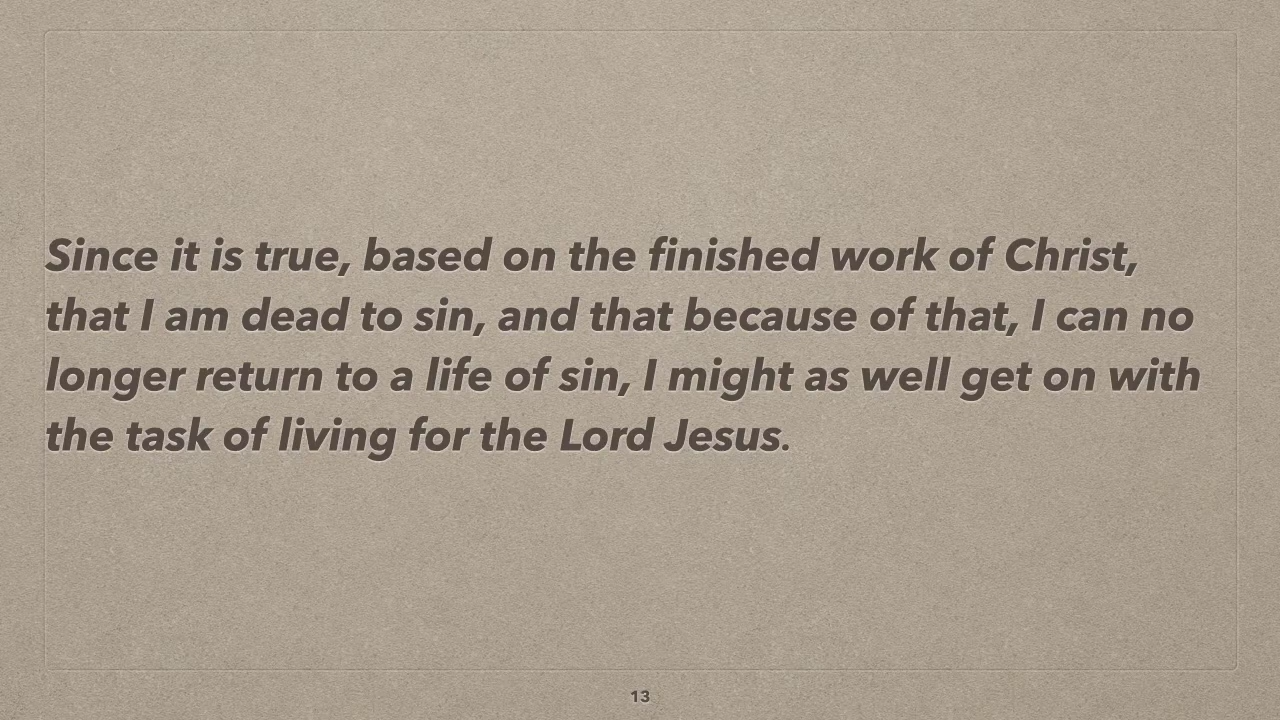 Since it is true, based on the finished work of Christ,
that I am dead to sin, and that because of that, I can no
longer return to a life of sin, I might as well get on with
the task of living for the Lord Jesus.
13